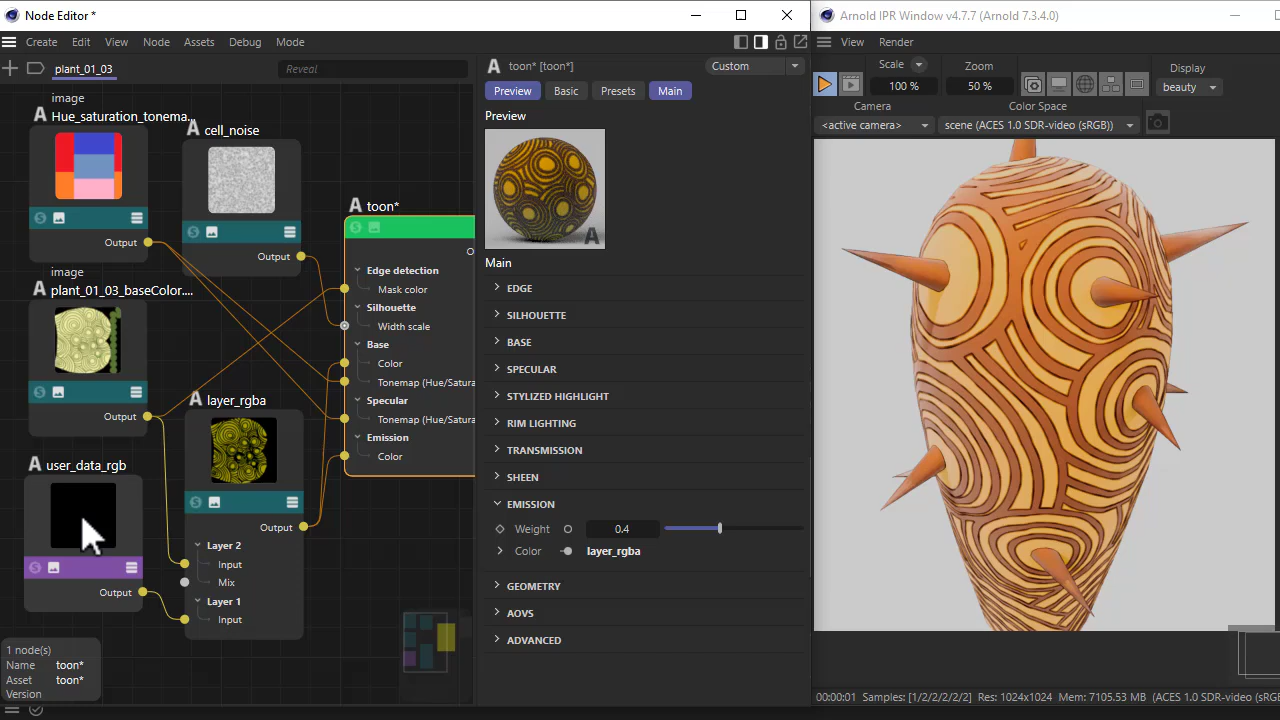 Node Editor *
Create Edit View Node Assets Debug Mode
plant_01_03
Reveal
image
Hue_saturation_tonema...
Output
cell_noise
Output
image
plant_01_03_baseColor....
Output
user_data_rgb
Output
layer_rgba
Output
Layer 2
Input
Mix
Layer 1
Input
toon*
Edge detection
Mask color
Silhouette
Width scale
Base
Color
Tonemap (Hue/Satura
Specular
Tonemap (Hue/Satura
Emission
Color
1 node(s)
Name toon*
Asset toon*
Version
toon* [toon*]
Custom
Preview Basic Presets Main
Preview
Main
EDGE
SILHOUETTE
BASE
SPECULAR
STYLIZED HIGHLIGHT
RIM LIGHTING
TRANSMISSION
SHEEN
EMISSION
Weight 0.4
Color layer_rgba
GEOMETRY
AOVS
ADVANCED
Arnold IPR Window v4.7.7 (Arnold 7.3.4.0)
View Render
Scale
100 %
Zoom
50 %
Display
beauty
Camera
<active camera>
Color Space
scene (ACES 1.0 SDR-video (sRGB))
00:00:01 Samples: [1/2/2/2/2/2] Res: 1024x1024 Mem: 7105.53 MB (ACES 1.0 SDR-video (sRGB